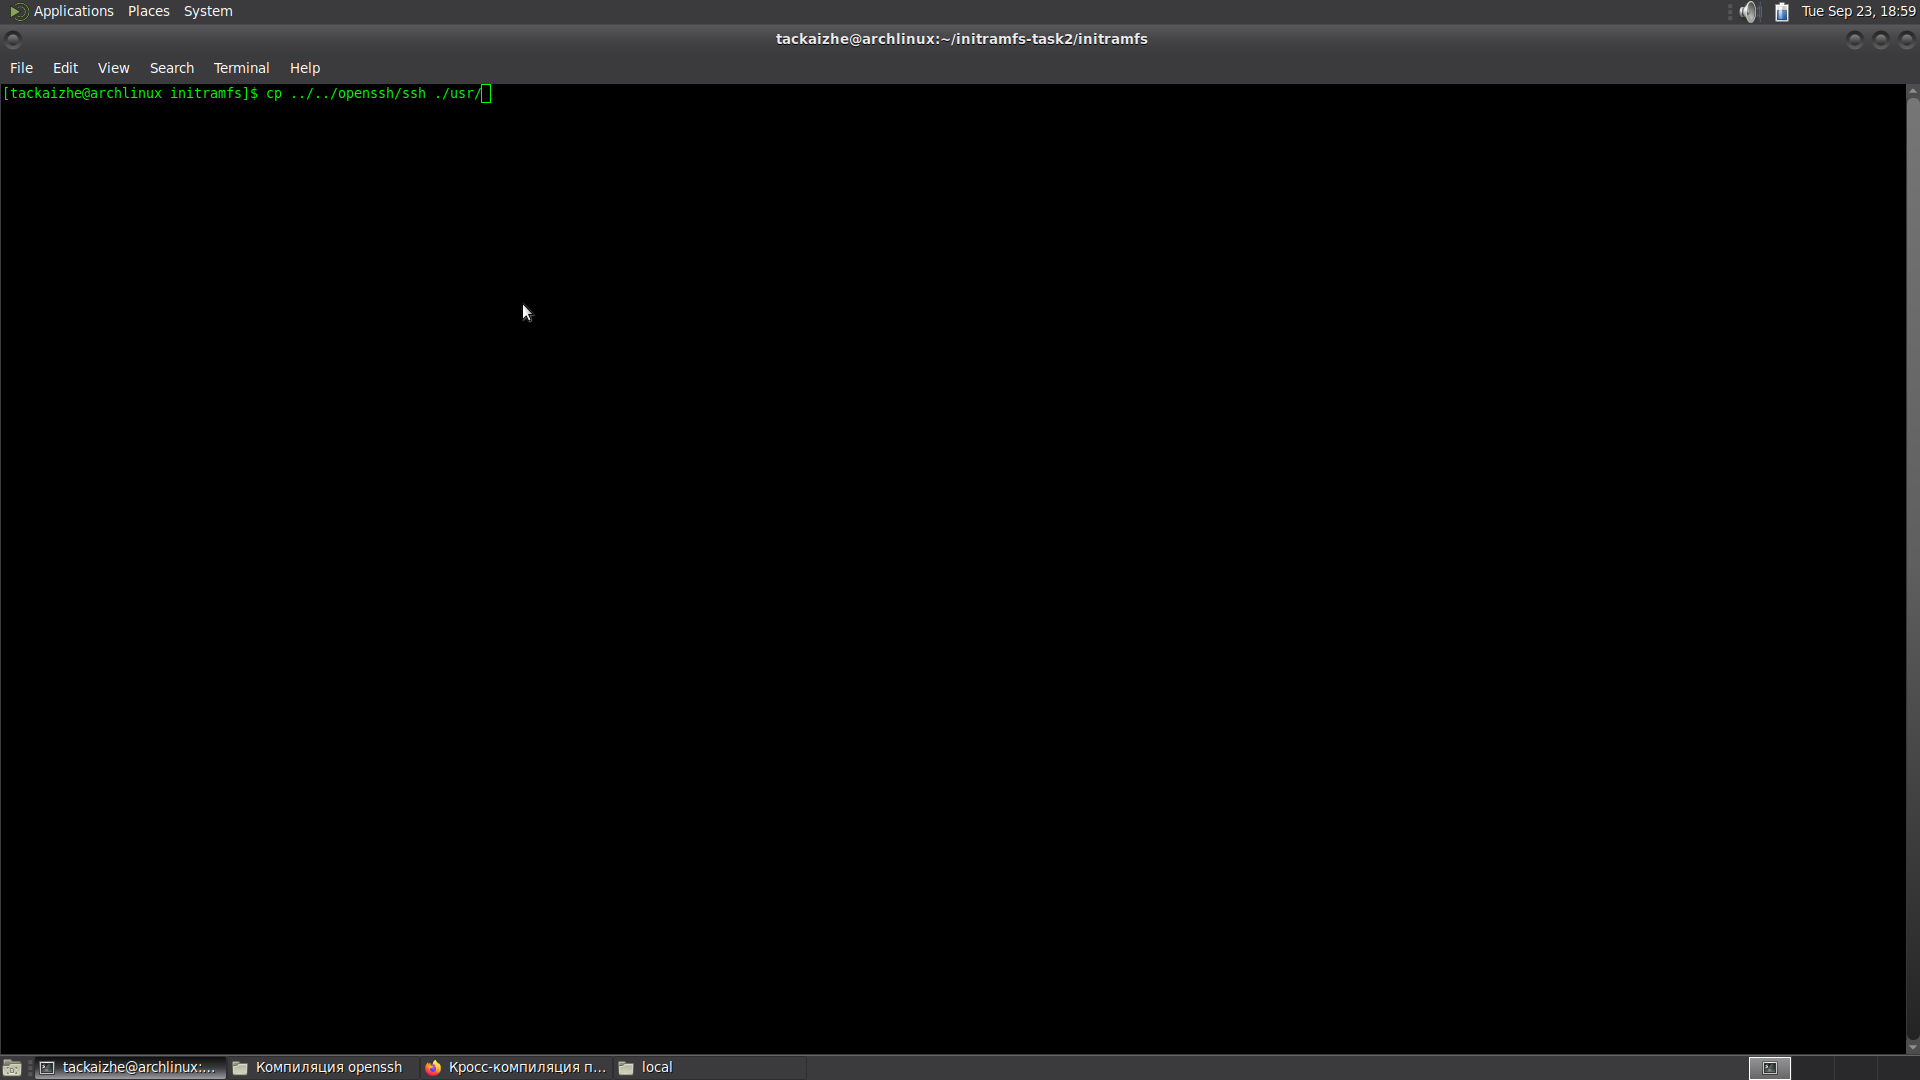 Applications Places System Tue Sep 23, 18:59
tackaizhe@archlinux:~/initramfs-task2/initramfs
File Edit View Search Terminal Help
[tackaizhe@archlinux initramfs]$ cp ../../openssh/ssh ./usr/
tackaizhe@archlinux:... Компиляция openssh Кросс-компиляция п... local